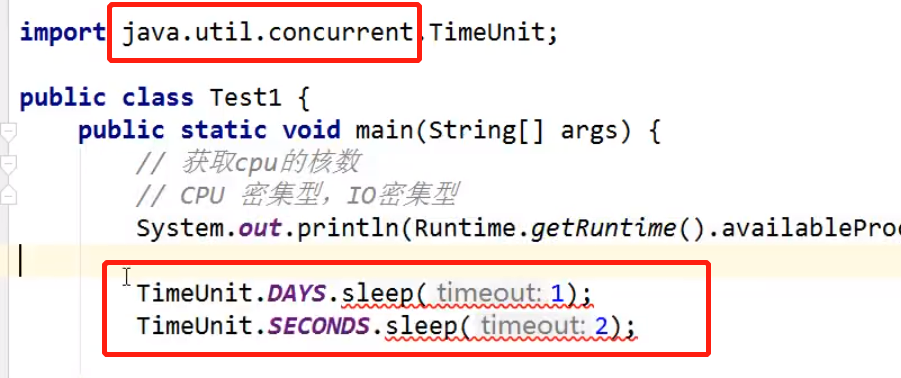 import java.util.concurrent.TimeUnit;
public class Test1 {
public static void main(String[] args) {
// 获取cpu的核数
// CPU 密集型，IO密集型
System.out.println(Runtime.getRuntime().availablePro
TimeUnit.DAYS.sleep( timeout: 1);
TimeUnit.SECONDS.sleep( timeout: 2);